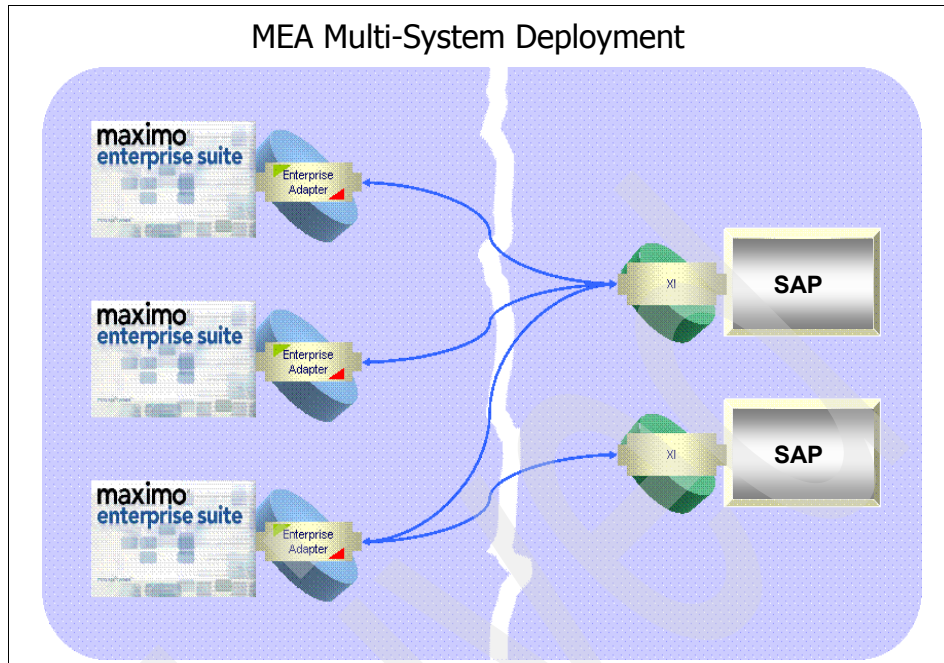 MEA Multi-System Deployment
maximo
enterprise suite
Enterprise
Adapter
maximo
enterprise suite
Enterprise
Adapter
maximo
enterprise suite
Enterprise
Adapter
XI
SAP
XI
SAP